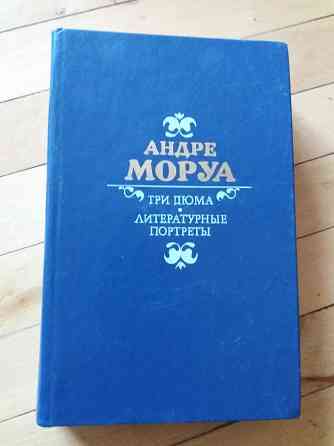 АНДРЕ
МОРУА
ТРИ ДЮМА
ЛИТЕРАТУРНЫЕ
ПОРТРЕТЫ